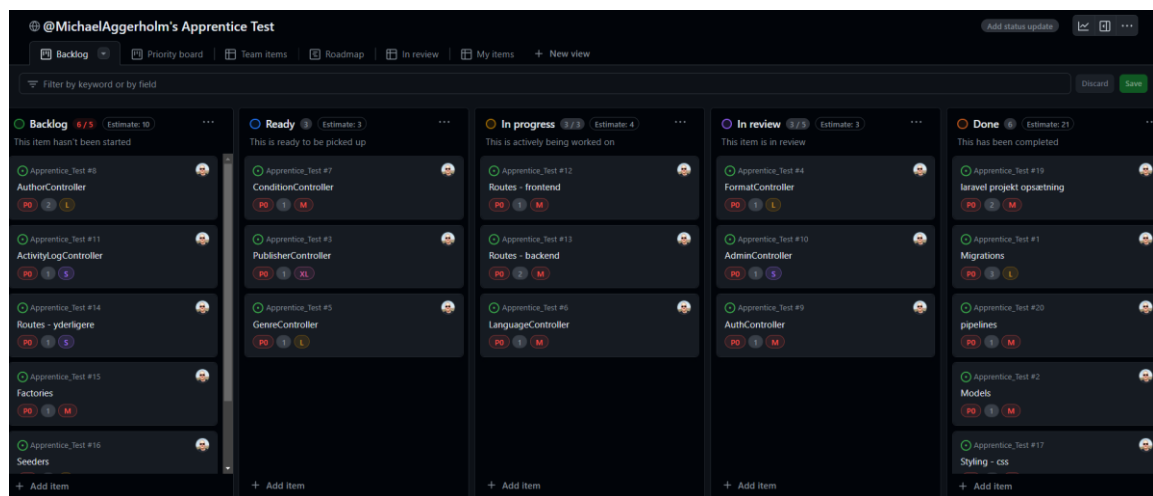 @MichaelAggerholm's Apprentice Test
Add status update
Backlog
Priority board
Team items
Roadmap
In review
My items
+ New view
Filter by keyword or by field
Discard
Save
Backlog 6 / 5 Estimate: 10
This item hasn't been started
Apprentice_Test #8
AuthorController
P0 2 L
Apprentice_Test #11
ActivityLogController
P0 1 S
Apprentice_Test #14
Routes - yderligere
P0 1 S
Apprentice_Test #15
Factories
P0 1 M
Apprentice_Test #16
Seeders
+ Add item
Ready 3 Estimate: 3
This is ready to be picked up
Apprentice_Test #7
ConditionController
P0 1 M
Apprentice_Test #3
PublisherController
P0 1 XL
Apprentice_Test #5
GenreController
P0 1 L
+ Add item
In progress 3 / 3 Estimate: 4
This is actively being worked on
Apprentice_Test #12
Routes - frontend
P0 1 M
Apprentice_Test #13
Routes - backend
P0 2 M
Apprentice_Test #6
LanguageController
P0 1 M
+ Add item
In review 3 / 5 Estimate: 3
This item is in review
Apprentice_Test #4
FormatController
P0 1 L
Apprentice_Test #10
AdminController
P0 1 S
Apprentice_Test #9
AuthController
P0 1 M
+ Add item
Done 6 Estimate: 21
This has been completed
Apprentice_Test #19
laravel projekt opsætning
P0 2 M
Apprentice_Test #1
Migrations
P0 3 L
Apprentice_Test #20
pipelines
P0 1 M
Apprentice_Test #2
Models
P0 1 M
Apprentice_Test #17
Styling - css
+ Add item